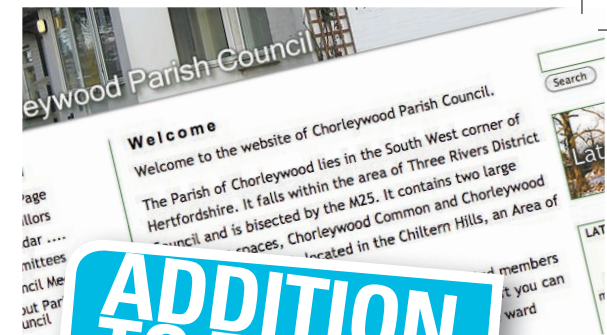 eywood Parish Council
Search
Welcome
Welcome to the website of Chorleywood Parish Council.
The Parish of Chorleywood lies in the South West corner of
Hertfordshire. It falls within the area of Three Rivers District
Council and is bisected by the M25. It contains two large
paces, Chorleywood Common and Chorleywood
located in the Chiltern Hills, an Area of
members
you can
ward
age
llors
dar ....
mittees
ncil Me
out Par
uncil
Lat
LAT
m
ADDITION
TO